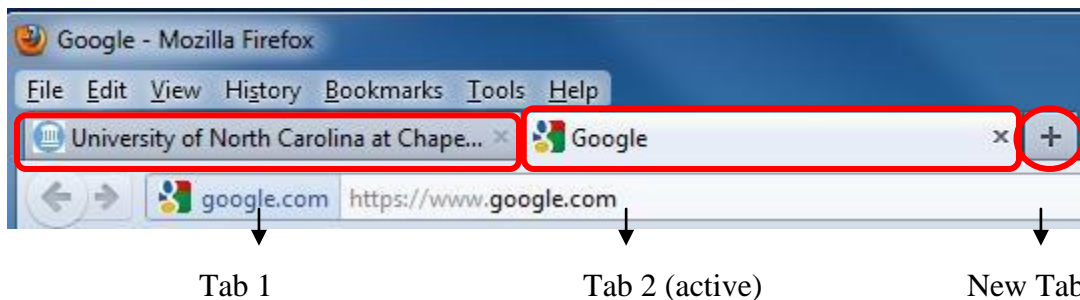 Google - Mozilla Firefox
File Edit View History Bookmarks Tools Help
University of North Carolina at Chape... × Google × +
google.com https://www.google.com
Tab 1 Tab 2 (active) New Tab